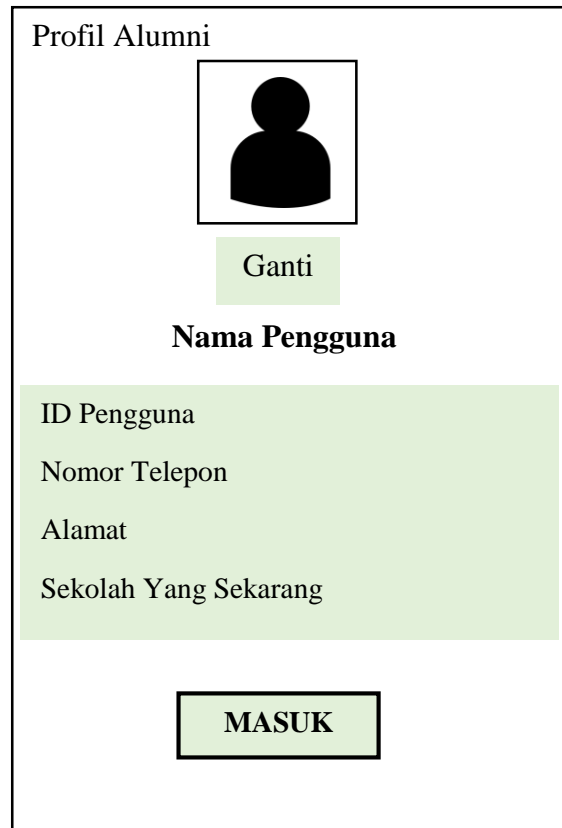 Profil Alumni
Ganti
Nama Pengguna
ID Pengguna
Nomor Telepon
Alamat
Sekolah Yang Sekarang
MASUK